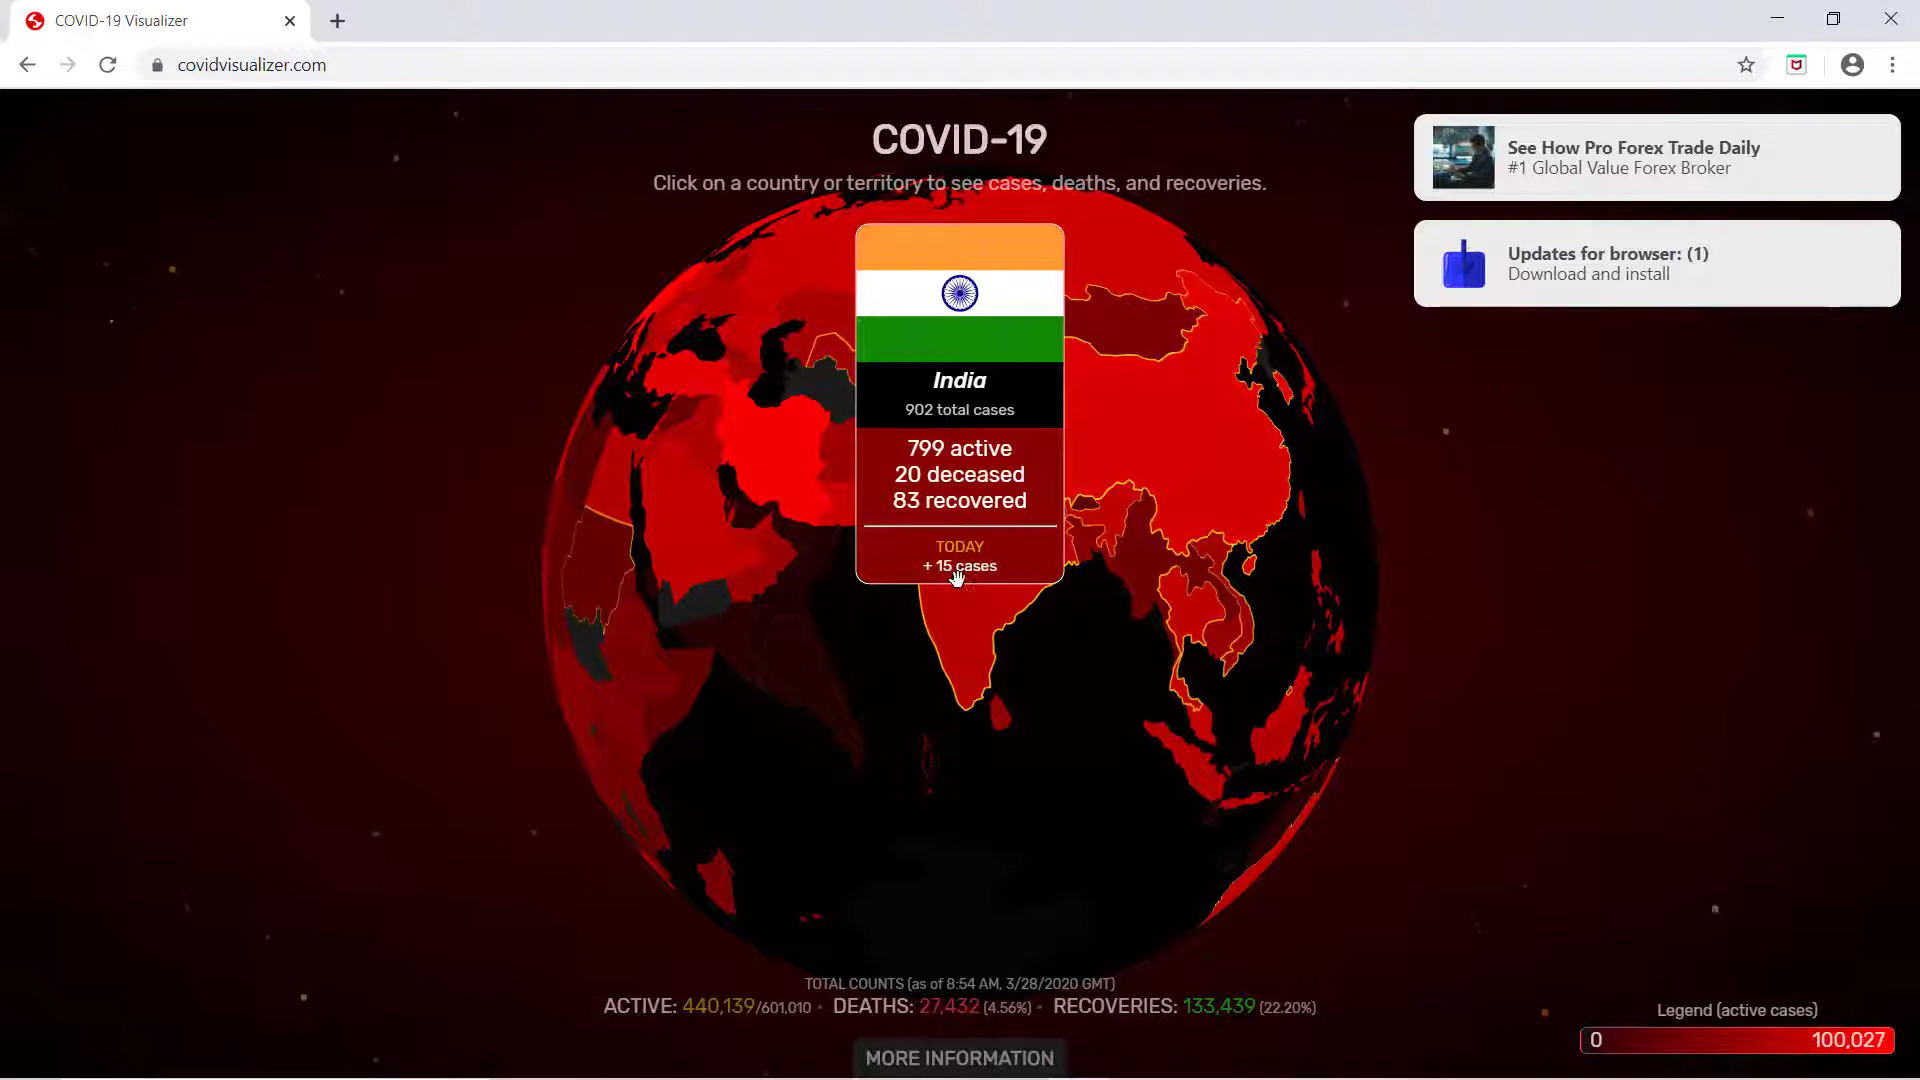 COVID-19 Visualizer
covidvisualizer.com
COVID-19
Click on a country or territory to see cases, deaths, and recoveries.
See How Pro Forex Trade Daily
#1 Global Value Forex Broker
Updates for browser: (1)
Download and install
India
902 total cases
799 active
20 deceased
83 recovered
TODAY
+ 15 cases
TOTAL COUNTS (as of 8:54 AM, 3/28/2020 GMT)
ACTIVE: 440,139/601,010 · DEATHS: 27,432 (4.56%) · RECOVERIES: 133,439 (22.20%)
MORE INFORMATION
Legend (active cases)
0 100,027